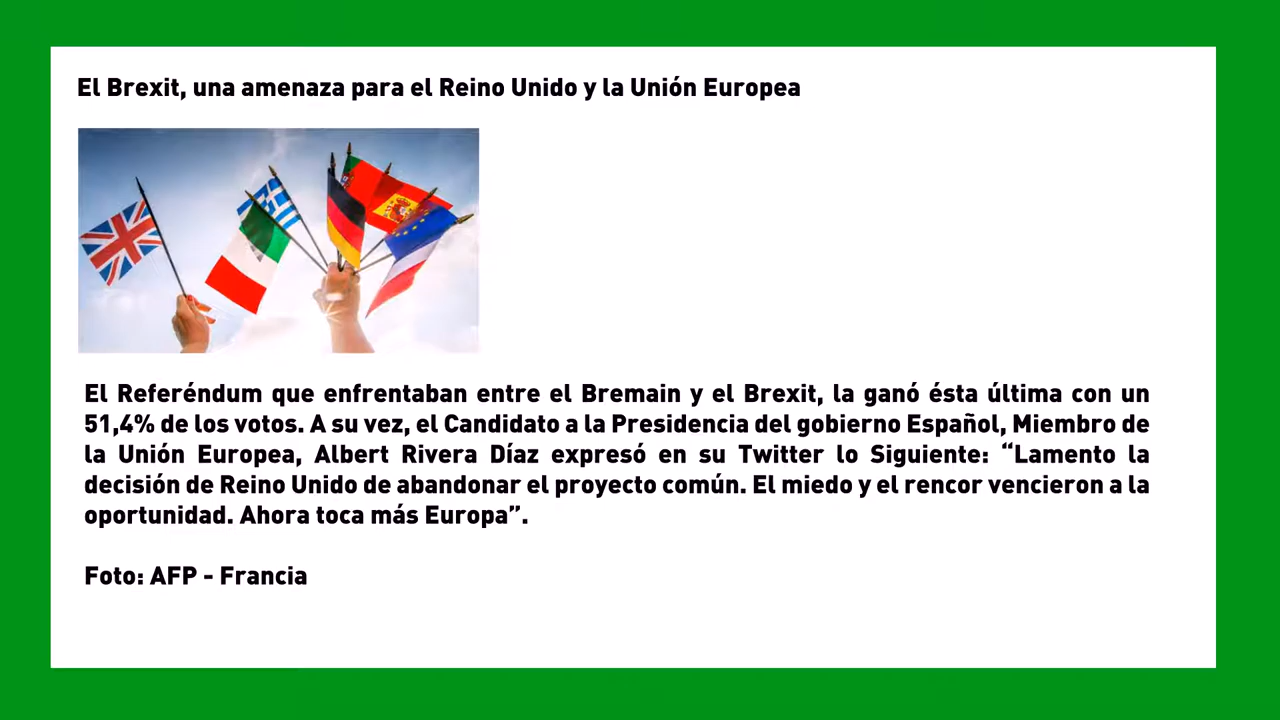 El Brexit, una amenaza para el Reino Unido y la Unión Europea
El Referéndum que enfrentaban entre el Bremain y el Brexit, la ganó ésta última con un
51,4% de los votos. A su vez, el Candidato a la Presidencia del gobierno Español, Miembro de
la Unión Europea, Albert Rivera Díaz expresó en su Twitter lo Siguiente: “Lamento la
decisión de Reino Unido de abandonar el proyecto común. El miedo y el rencor vencieron a la
oportunidad. Ahora toca más Europa”.
Foto: AFP - Francia